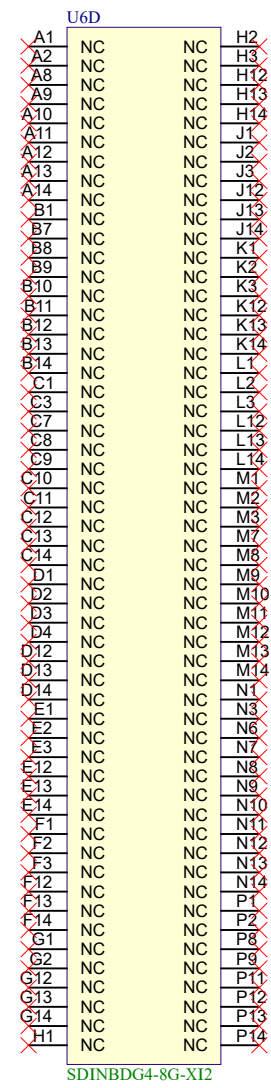 U6D
A1 NC NC H2
A2 NC NC H3
A8 NC NC H12
A9 NC NC H13
A10 NC NC H14
A11 NC NC J1
A12 NC NC J2
A13 NC NC J3
A14 NC NC J12
B1 NC NC J13
B7 NC NC J14
B8 NC NC K1
B9 NC NC K2
B10 NC NC K3
B11 NC NC K12
B12 NC NC K13
B13 NC NC K14
B14 NC NC L1
C1 NC NC L2
C3 NC NC L3
C7 NC NC L12
C8 NC NC L13
C9 NC NC L14
C10 NC NC M1
C11 NC NC M2
C12 NC NC M3
C13 NC NC M7
C14 NC NC M8
D1 NC NC M9
D2 NC NC M10
D3 NC NC M11
D4 NC NC M12
D12 NC NC M13
D13 NC NC M14
D14 NC NC N1
E1 NC NC N3
E2 NC NC N6
E3 NC NC N7
E12 NC NC N8
E13 NC NC N9
E14 NC NC N10
F1 NC NC N11
F2 NC NC N12
F3 NC NC N13
F12 NC NC N14
F13 NC NC P1
F14 NC NC P2
G1 NC NC P8
G2 NC NC P9
G12 NC NC P11
G13 NC NC P12
G14 NC NC P13
H1 NC NC P14
SDINBDG4-8G-XI2